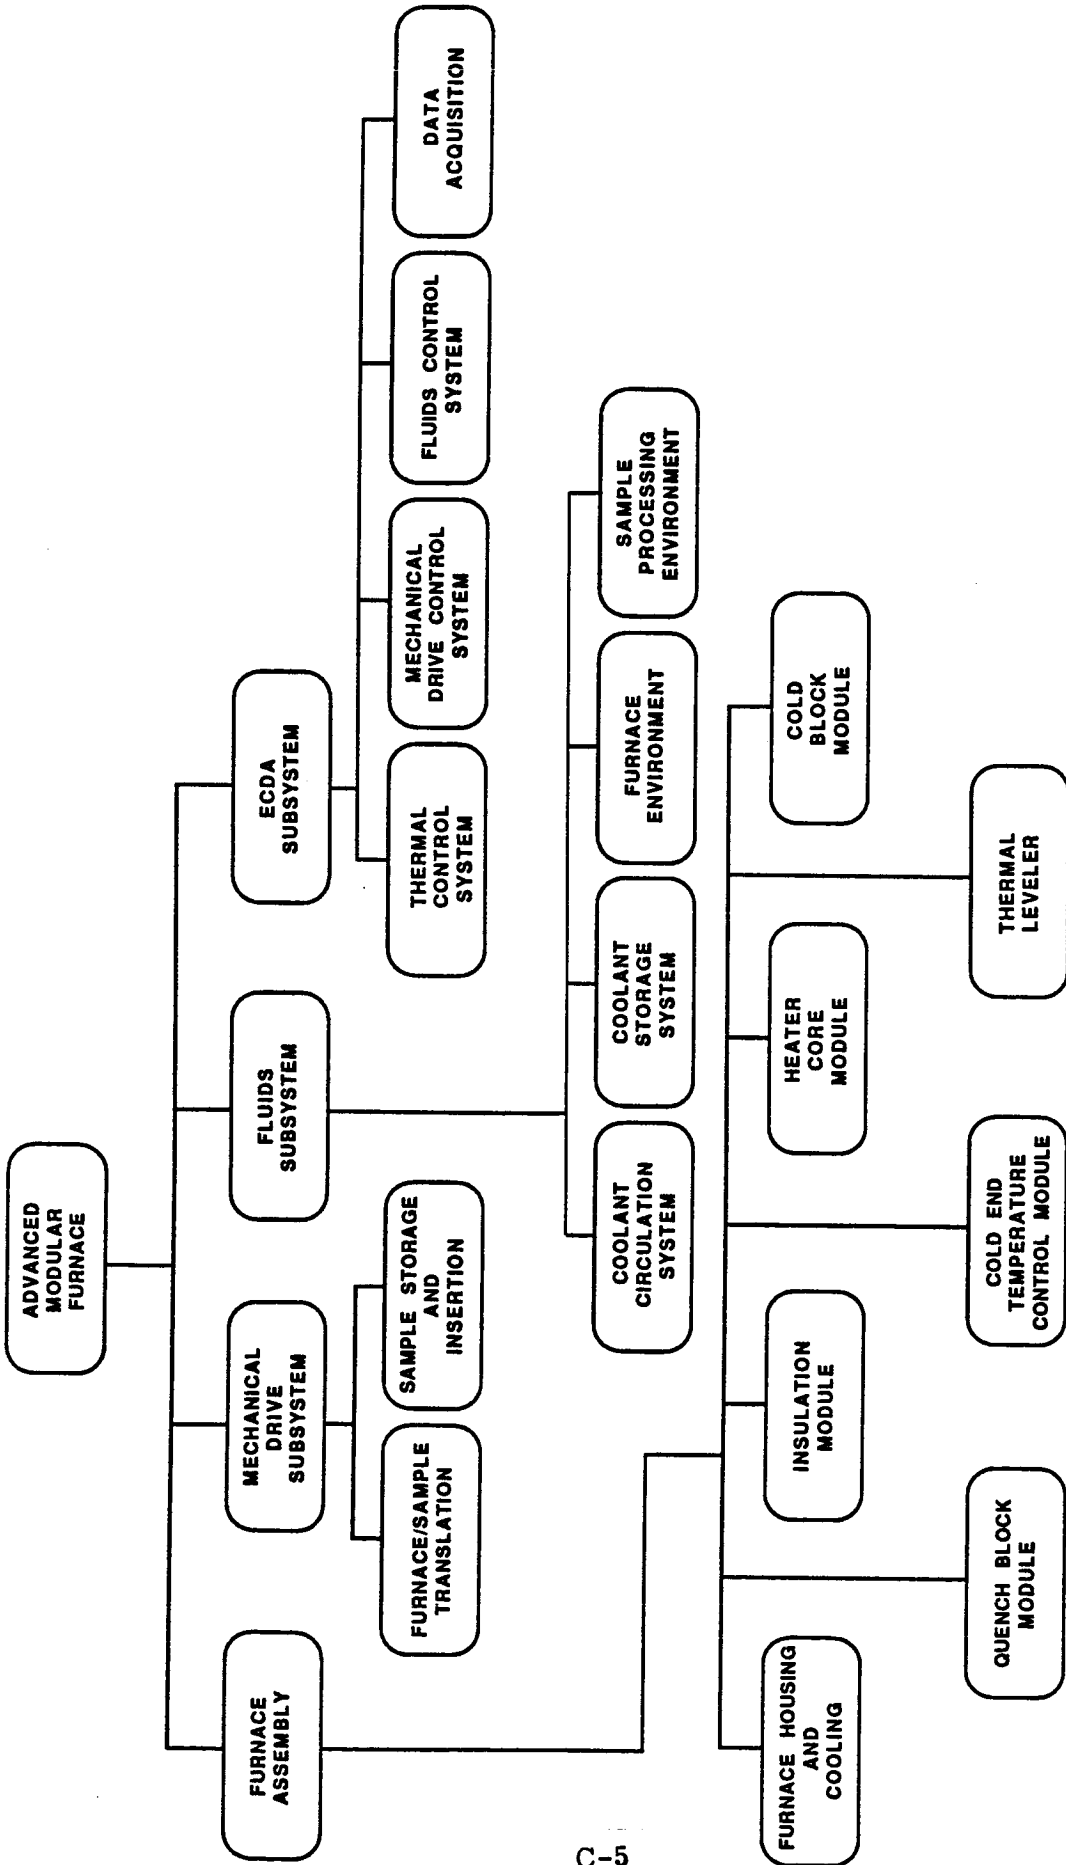 ADVANCED
MODULAR
FURNACE
FURNACE
ASSEMBLY
MECHANICAL
DRIVE
SUBSYSTEM
FLUIDS
SUBSYSTEM
ECDA
SUBSYSTEM
FURNACE/SAMPLE
TRANSLATION
SAMPLE STORAGE
AND
INSERTION
THERMAL
CONTROL
SYSTEM
MECHANICAL
DRIVE CONTROL
SYSTEM
FLUIDS CONTROL
SYSTEM
DATA
ACQUISITION
COOLANT
CIRCULATION
SYSTEM
COOLANT
STORAGE
SYSTEM
FURNACE
ENVIRONMENT
SAMPLE
PROCESSING
ENVIRONMENT
FURNACE HOUSING
AND
COOLING
INSULATION
MODULE
HEATER
CORE
MODULE
COLD
BLOCK
MODULE
QUENCH BLOCK
MODULE
COLD END
TEMPERATURE
CONTROL MODULE
THERMAL
LEVELER
C-5